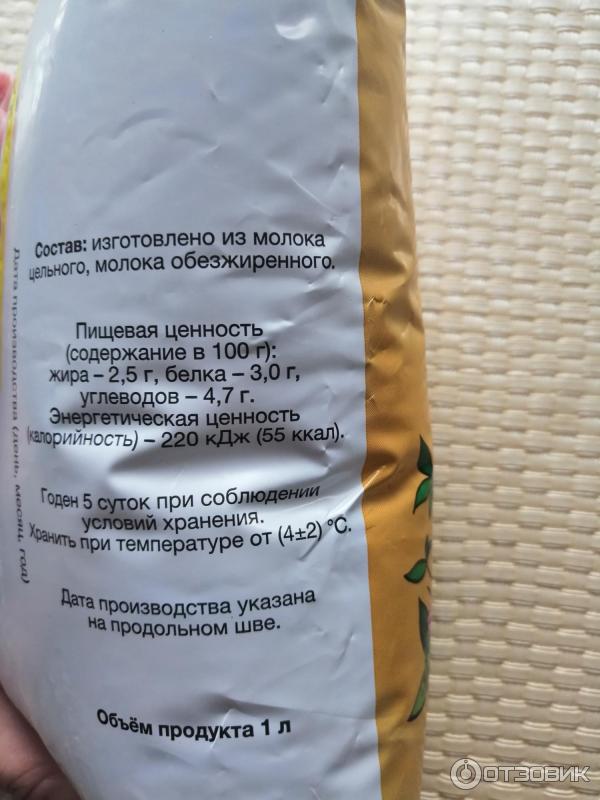 Состав: изготовлено из молока
цельного, молока обезжиренного.
Пищевая ценность
(содержание в 100 г):
жира – 2,5 г, белка – 3,0 г,
углеводов – 4,7 г.
Энергетическая ценность
(калорийность) – 220 кДж (55 ккал).
Годен 5 суток при соблюдении
условий хранения.
Хранить при температуре от (4±2) °С.
Дата производства указана
на продольном шве.
Объём продукта 1 л
Дата производства (день, месяц, год)
ОТЗОВИК